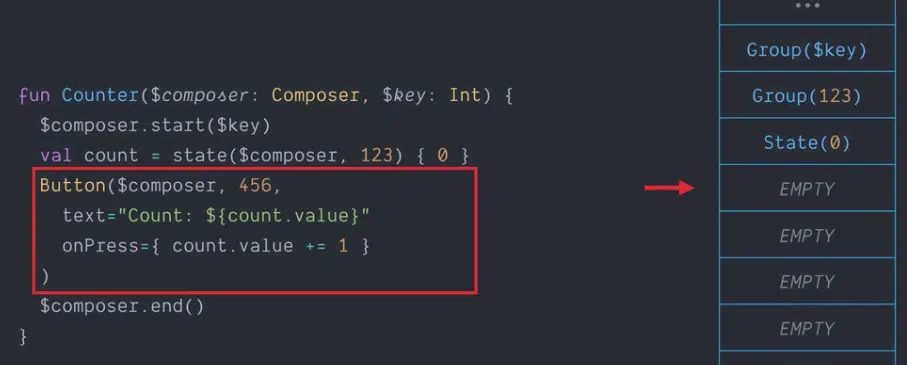 fun Counter($composer: Composer, $key: Int) {
$composer.start($key)
val count = state($composer, 123) { 0 }
Button($composer, 456,
text="Count: ${count.value}"
onPress={ count.value += 1 }
)
$composer.end()
}
...
Group($key)
Group(123)
State(0)
EMPTY
EMPTY
EMPTY
EMPTY